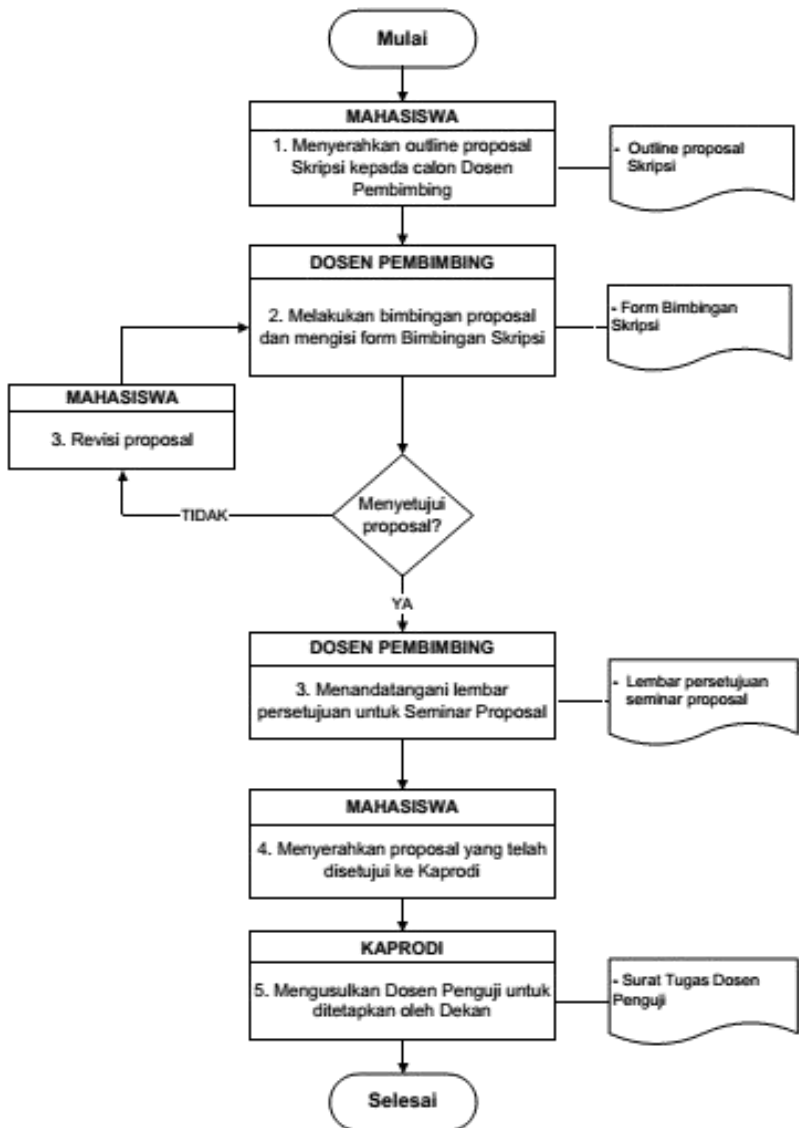 Mulai
MAHASISWA
1. Menyerahkan outline proposal
Skripsi kepada calon Dosen
Pembimbing
- Outline proposal
Skripsi
DOSEN PEMBIMBING
2. Melakukan bimbingan proposal
dan mengisi form Bimbingan Skripsi
- Form Bimbingan
Skripsi
MAHASISWA
3. Revisi proposal
Menyetujui
proposal?
TIDAK
YA
DOSEN PEMBIMBING
3. Menandatangani lembar
persetujuan untuk Seminar Proposal
- Lembar persetujuan
seminar proposal
MAHASISWA
4. Menyerahkan proposal yang telah
disetujui ke Kaprodi
KAPRODI
5. Mengusulkan Dosen Penguji untuk
ditetapkan oleh Dekan
- Surat Tugas Dosen
Penguji
Selesai